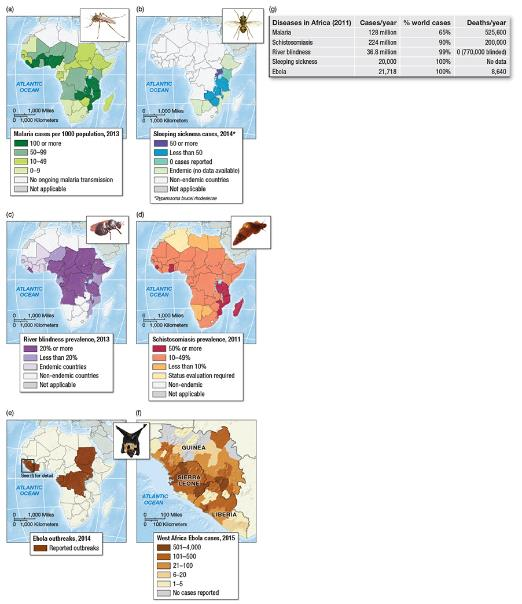 (a)
ATLANTIC
OCEAN
0 1,000 Miles
0 1,000 Kilometers
Malaria cases per 1000 population, 2013
100 or more
50–99
10–49
0–9
No ongoing malaria transmission
Not applicable
(b)
ATLANTIC
OCEAN
0 1,000 Miles
0 1,000 Kilometers
Sleeping sickness cases, 2014*
50 or more
Less than 50
0 cases reported
Endemic (no data available)
Non-endemic countries
Not applicable
*Trypanosoma brucei rhodesiense
(g)
Diseases in Africa (2011) Cases/year % world cases Deaths/year
Malaria 128 million 65% 525,600
Schistosomiasis 224 million 90% 200,000
River blindness 36.8 million 99% 0 (770,000 blinded)
Sleeping sickness 20,000 100% No data
Ebola 21,718 100% 8,640
(c)
ATLANTIC
OCEAN
0 1,000 Miles
0 1,000 Kilometers
River blindness prevalence, 2013
20% or more
Less than 20%
Endemic countries
Non-endemic countries
Not applicable
(d)
ATLANTIC
OCEAN
0 1,000 Miles
0 1,000 Kilometers
Schistosomiasis prevalence, 2011
50% or more
10–49%
Less than 10%
Status evaluation required
Non-endemic
Not applicable
(e)
See (f) for detail
ATLANTIC
OCEAN
0 1,000 Miles
0 1,000 Kilometers
Ebola outbreaks, 2014
Reported outbreaks
(f)
GUINEA
SIERRA
LEONE
LIBERIA
ATLANTIC
OCEAN
0 100 Miles
0 100 Kilometers
West Africa Ebola cases, 2015
501–4,000
101–500
21–100
6–20
1–5
No cases reported